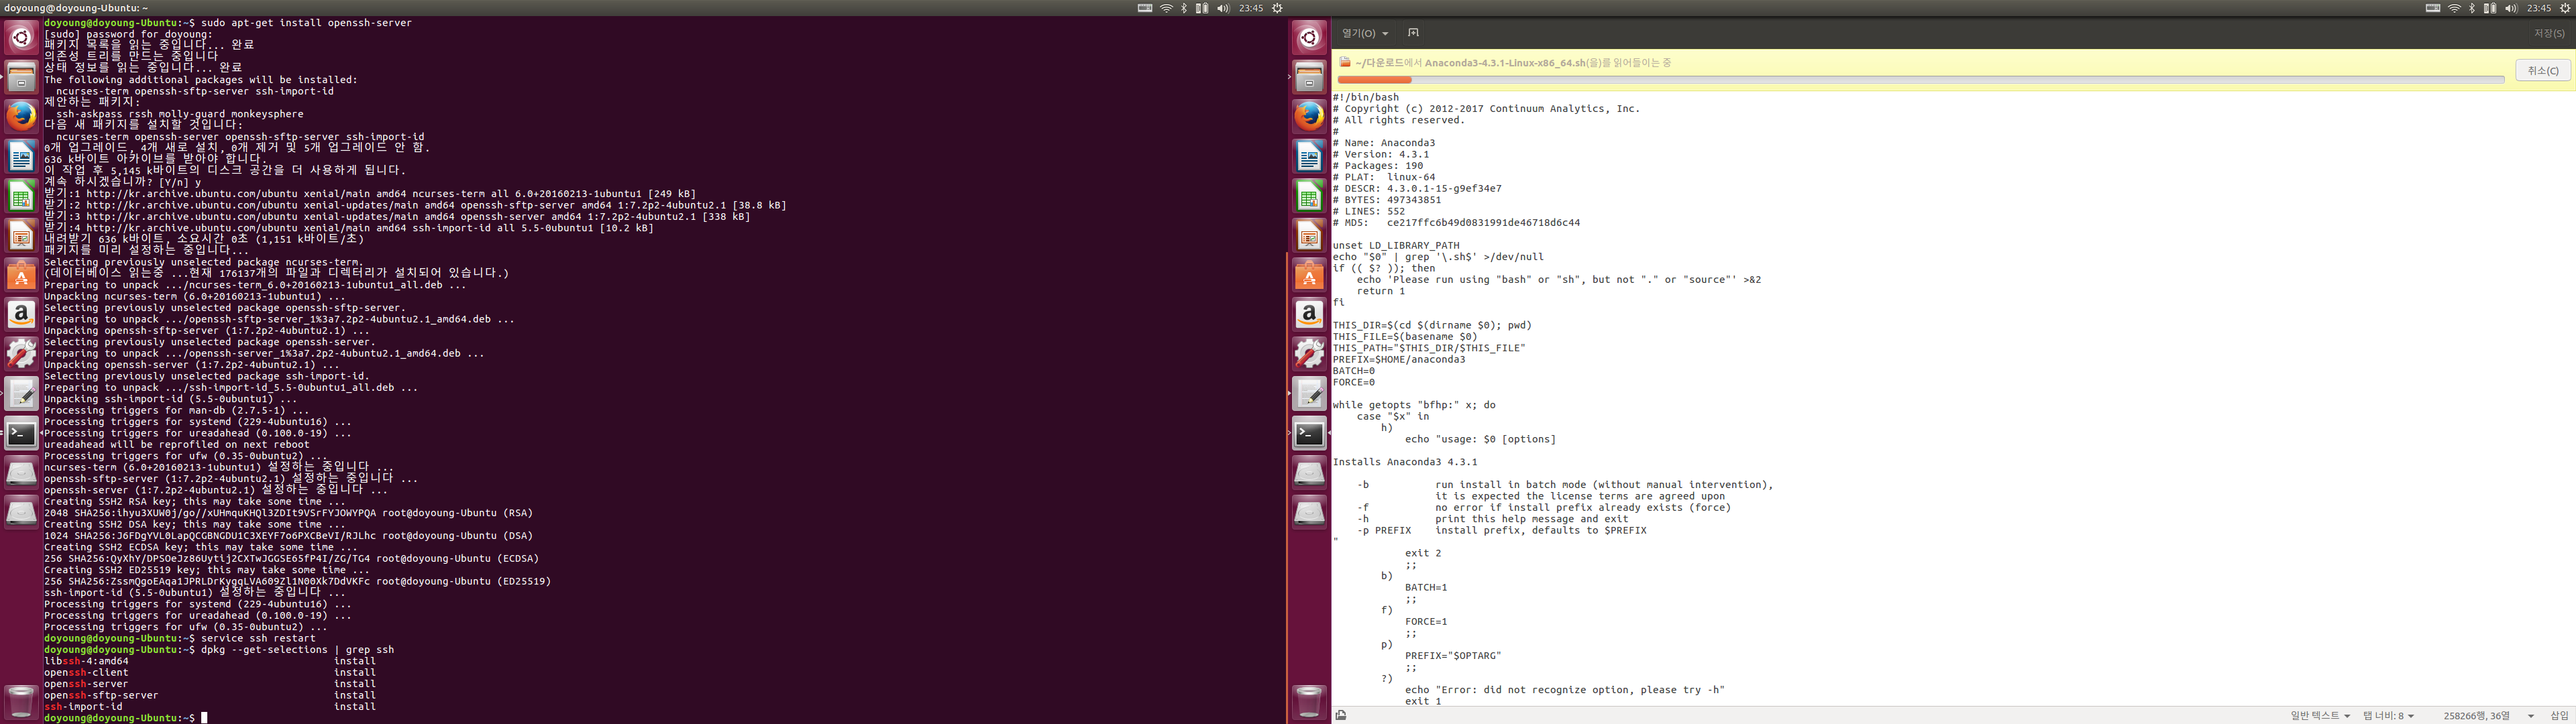 doyoung@doyoung-Ubuntu: ~
23:45
doyoung@doyoung-Ubuntu:~$ sudo apt-get install openssh-server
[sudo] password for doyoung:
패키지 목록을 읽는 중입니다... 완료
의존성 트리를 만드는 중입니다
상태 정보를 읽는 중입니다... 완료
The following additional packages will be installed:
  ncurses-term openssh-sftp-server ssh-import-id
제안하는 패키지:
  ssh-askpass rssh molly-guard monkeysphere
다음 새 패키지를 설치할 것입니다:
  ncurses-term openssh-server openssh-sftp-server ssh-import-id
0개 업그레이드, 4개 새로 설치, 0개 제거 및 5개 업그레이드 안 함.
636 k바이트 아카이브를 받아야 합니다.
이 작업 후 5,145 k바이트의 디스크 공간을 더 사용하게 됩니다.
계속 하시겠습니까? [Y/n] y
받기:1 http://kr.archive.ubuntu.com/ubuntu xenial/main amd64 ncurses-term all 6.0+20160213-1ubuntu1 [249 kB]
받기:2 http://kr.archive.ubuntu.com/ubuntu xenial-updates/main amd64 openssh-sftp-server amd64 1:7.2p2-4ubuntu2.1 [38.8 kB]
받기:3 http://kr.archive.ubuntu.com/ubuntu xenial-updates/main amd64 openssh-server amd64 1:7.2p2-4ubuntu2.1 [338 kB]
받기:4 http://kr.archive.ubuntu.com/ubuntu xenial/main amd64 ssh-import-id all 5.5-0ubuntu1 [10.2 kB]
내려받기 636 k바이트, 소요시간 0초 (1,151 k바이트/초)
패키지를 미리 설정하는 중입니다...
Selecting previously unselected package ncurses-term.
(데이터베이스 읽는중 ...현재 176137개의 파일과 디렉터리가 설치되어 있습니다.)
Preparing to unpack .../ncurses-term_6.0+20160213-1ubuntu1_all.deb ...
Unpacking ncurses-term (6.0+20160213-1ubuntu1) ...
Selecting previously unselected package openssh-sftp-server.
Preparing to unpack .../openssh-sftp-server_1%3a7.2p2-4ubuntu2.1_amd64.deb ...
Unpacking openssh-sftp-server (1:7.2p2-4ubuntu2.1) ...
Selecting previously unselected package openssh-server.
Preparing to unpack .../openssh-server_1%3a7.2p2-4ubuntu2.1_amd64.deb ...
Unpacking openssh-server (1:7.2p2-4ubuntu2.1) ...
Selecting previously unselected package ssh-import-id.
Preparing to unpack .../ssh-import-id_5.5-0ubuntu1_all.deb ...
Unpacking ssh-import-id (5.5-0ubuntu1) ...
Processing triggers for man-db (2.7.5-1) ...
Processing triggers for systemd (229-4ubuntu16) ...
Processing triggers for ureadahead (0.100.0-19) ...
ureadahead will be reprofiled on next reboot
Processing triggers for ufw (0.35-0ubuntu2) ...
ncurses-term (6.0+20160213-1ubuntu1) 설정하는 중입니다 ...
openssh-sftp-server (1:7.2p2-4ubuntu2.1) 설정하는 중입니다 ...
openssh-server (1:7.2p2-4ubuntu2.1) 설정하는 중입니다 ...
Creating SSH2 RSA key; this may take some time ...
2048 SHA256:ihyu3XUW0j/go//xUHmquKHQl3ZDIt9VSrFYJOWYPQA root@doyoung-Ubuntu (RSA)
Creating SSH2 DSA key; this may take some time ...
1024 SHA256:J6FDgYVL0LapQCGBNGDU1C3XEYF7o6PXCBeVI/RJLhc root@doyoung-Ubuntu (DSA)
Creating SSH2 ECDSA key; this may take some time ...
256 SHA256:QyXhY/DPSOeJz86Uytij2CXTwJGGSE6SfP4I/ZG/TG4 root@doyoung-Ubuntu (ECDSA)
Creating SSH2 ED25519 key; this may take some time ...
256 SHA256:ZssmQgoEAqa1JPRLDrKygqLVA609Zl1N00Xk7DdVKFc root@doyoung-Ubuntu (ED25519)
ssh-import-id (5.5-0ubuntu1) 설정하는 중입니다 ...
Processing triggers for systemd (229-4ubuntu16) ...
Processing triggers for ureadahead (0.100.0-19) ...
Processing triggers for ufw (0.35-0ubuntu2) ...
doyoung@doyoung-Ubuntu:~$ service ssh restart
doyoung@doyoung-Ubuntu:~$ dpkg --get-selections | grep ssh
libssh-4:amd64 install
openssh-client install
openssh-server install
openssh-sftp-server install
ssh-import-id install
doyoung@doyoung-Ubuntu:~$
23:45
열기(O)
저장(S)
~/다운로드에서 Anaconda3-4.3.1-Linux-x86_64.sh(을)를 읽어들이는 중
취소(C)
#!/bin/bash
# Copyright (c) 2012-2017 Continuum Analytics, Inc.
# All rights reserved.
#
# Name: Anaconda3
# Version: 4.3.1
# Packages: 190
# PLAT:  linux-64
# DESCR: 4.3.0.1-15-g9ef34e7
# BYTES: 497343851
# LINES: 552
# MD5:   ce217ffc6b49d0831991de46718d6c44
unset LD_LIBRARY_PATH
echo "$0" | grep '\.sh$' >/dev/null
if (( $? )); then
    echo 'Please run using "bash" or "sh", but not "." or "source"' >&2
    return 1
fi
THIS_DIR=$(cd $(dirname $0); pwd)
THIS_FILE=$(basename $0)
THIS_PATH="$THIS_DIR/$THIS_FILE"
PREFIX=$HOME/anaconda3
BATCH=0
FORCE=0
while getopts "bfhp:" x; do
    case "$x" in
        h)
            echo "usage: $0 [options]
Installs Anaconda3 4.3.1
    -b           run install in batch mode (without manual intervention),
                 it is expected the license terms are agreed upon
    -f           no error if install prefix already exists (force)
    -h           print this help message and exit
    -p PREFIX    install prefix, defaults to $PREFIX
"
            exit 2
            ;;
        b)
            BATCH=1
            ;;
        f)
            FORCE=1
            ;;
        p)
            PREFIX="$OPTARG"
            ;;
        ?)
            echo "Error: did not recognize option, please try -h"
            exit 1
일반 텍스트 탭 너비: 8 258266행, 36열 삽입